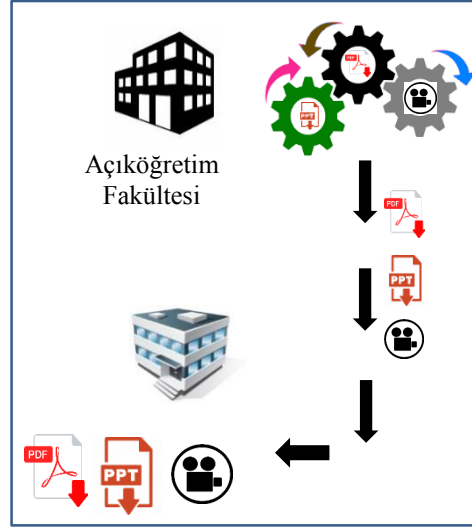 Açıköğretim
Fakültesi
PDF
PPT
PDF
PPT
PDF
PPT